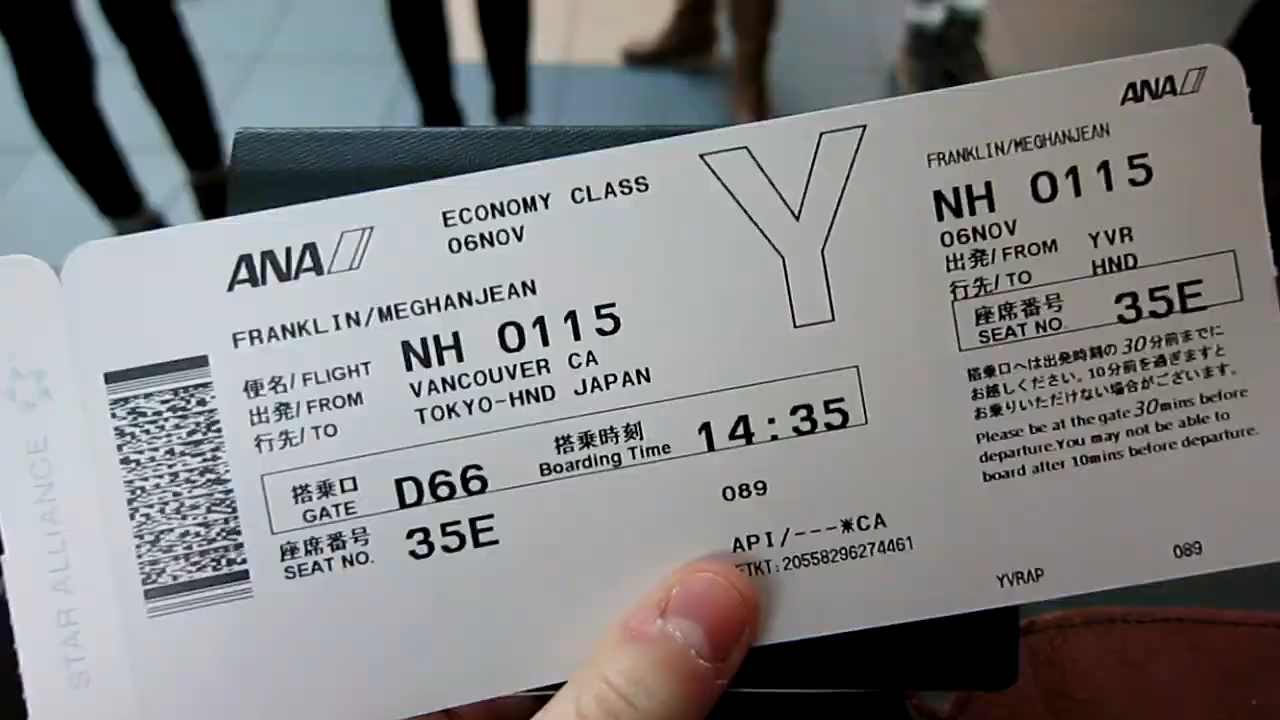 STAR ALLIANCE
ANA
ECONOMY CLASS
06NOV
Y
FRANKLIN/MEGHANJEAN
便名/FLIGHT NH 0115
出発/FROM VANCOUVER CA
行先/TO TOKYO-HND JAPAN
搭乗口 GATE D66 搭乗時刻 Boarding Time 14:35
座席番号 SEAT NO. 35E
089
API/---*CA
ETKT:20558296274461
ANA
FRANKLIN/MEGHANJEAN
NH 0115
06NOV
出発/FROM YVR
行先/TO HND
座席番号 SEAT NO. 35E
搭乗口へは出発時刻の30分前までに
お越しください。10分前を過ぎますと
お乗りいただけない場合がございます。
Please be at the gate 30mins before
departure.You may not be able to
board after 10mins before departure.
YVRAP 089